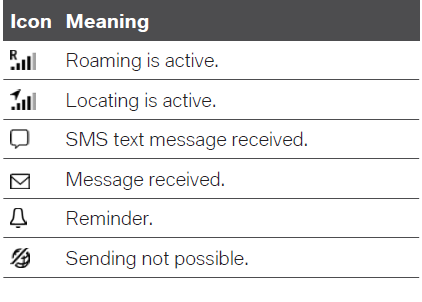 Icon Meaning
R Roaming is active.
Locating is active.
SMS text message received.
Message received.
Reminder.
Sending not possible.